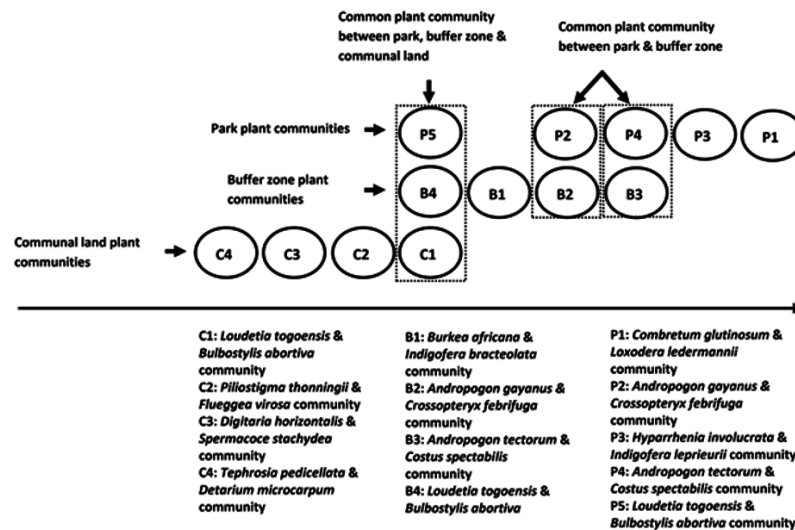 Common plant community
between park, buffer zone &
communal land
Common plant community
between park & buffer zone
Park plant communities
P5
P2
P4
P3
P1
Buffer zone plant
communities
B4
B1
B2
B3
Communal land plant
communities
C4
C3
C2
C1
C1: Loudetia togoensis &
Bulbostylis abortiva
community
C2: Piliostigma thonningii &
Flueggea virosa community
C3: Digitaria horizontalis &
Spermacoce stachydea
community
C4: Tephrosia pedicellata &
Detarium microcarpum
community
B1: Burkea africana &
Indigofera bracteolata
community
B2: Andropogon gayanus &
Crossopteryx febrifuga
community
B3: Andropogon tectorum &
Costus spectabilis
community
B4: Loudetia togoensis &
Bulbostylis abortiva
P1: Combretum glutinosum &
Loxodera ledermannii
community
P2: Andropogon gayanus &
Crossopteryx febrifuga
community
P3: Hyparrhenia involucrata &
Indigofera leprieurii community
P4: Andropogon tectorum &
Costus spectabilis community
P5: Loudetia togoensis &
Bulbostylis abortiva community